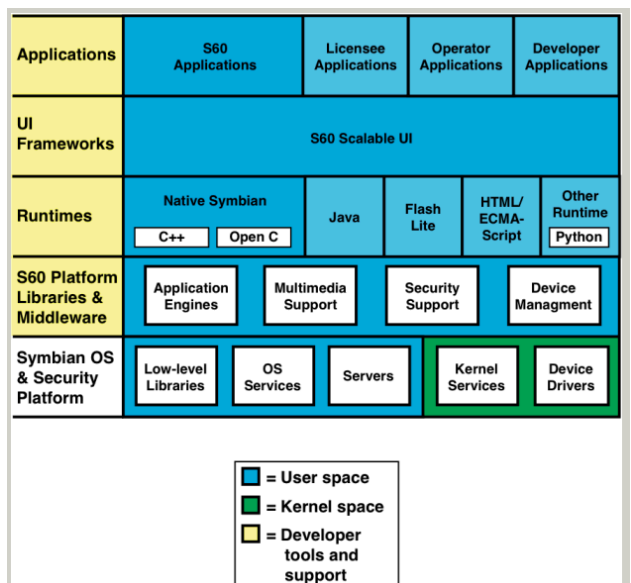 Applications
S60
Applications
Licensee
Applications
Operator
Applications
Developer
Applications
UI
Frameworks
S60 Scalable UI
Runtimes
Native Symbian
C++
Open C
Java
Flash
Lite
HTML/
ECMA-
Script
Other
Runtime
Python
S60 Platform
Libraries &
Middleware
Application
Engines
Multimedia
Support
Security
Support
Device
Managment
Symbian OS
& Security
Platform
Low-level
Libraries
OS
Services
Servers
Kernel
Services
Device
Drivers
= User space
= Kernel space
= Developer
tools and
support